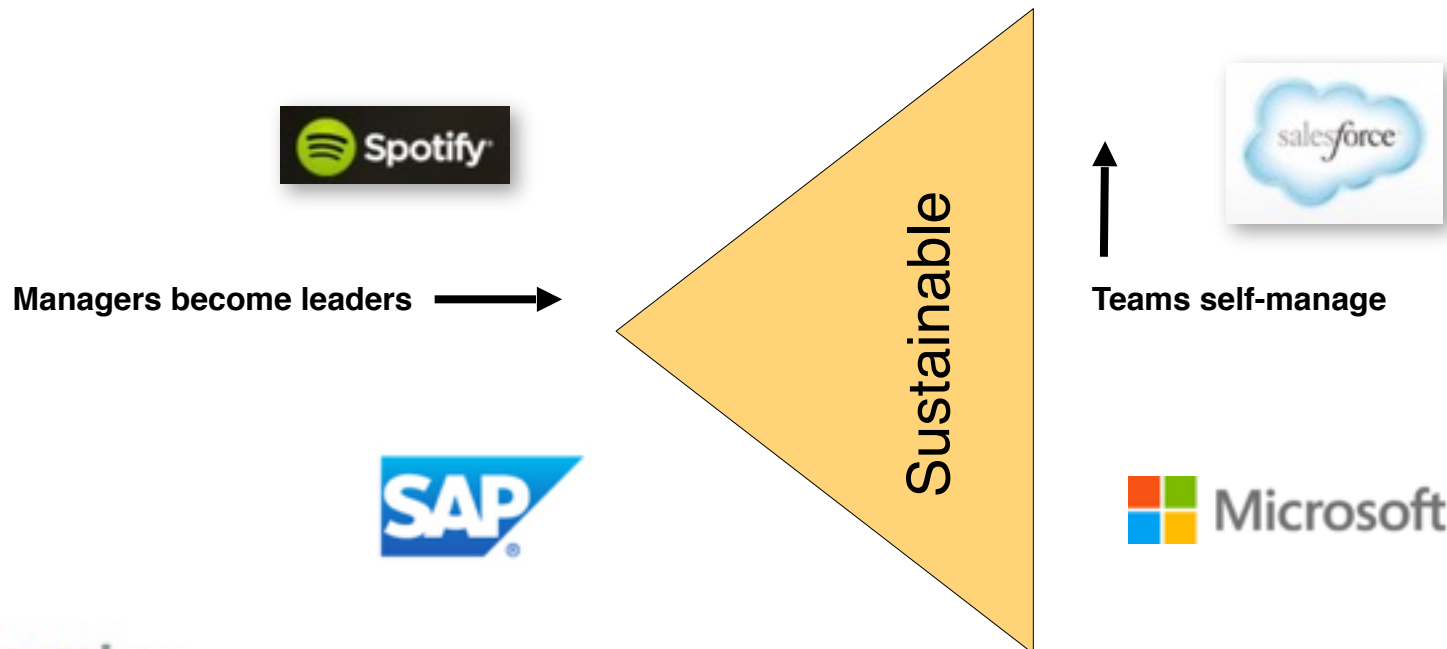 Spotify
salesforce
Managers become leaders
Sustainable
Teams self-manage
SAP
Microsoft